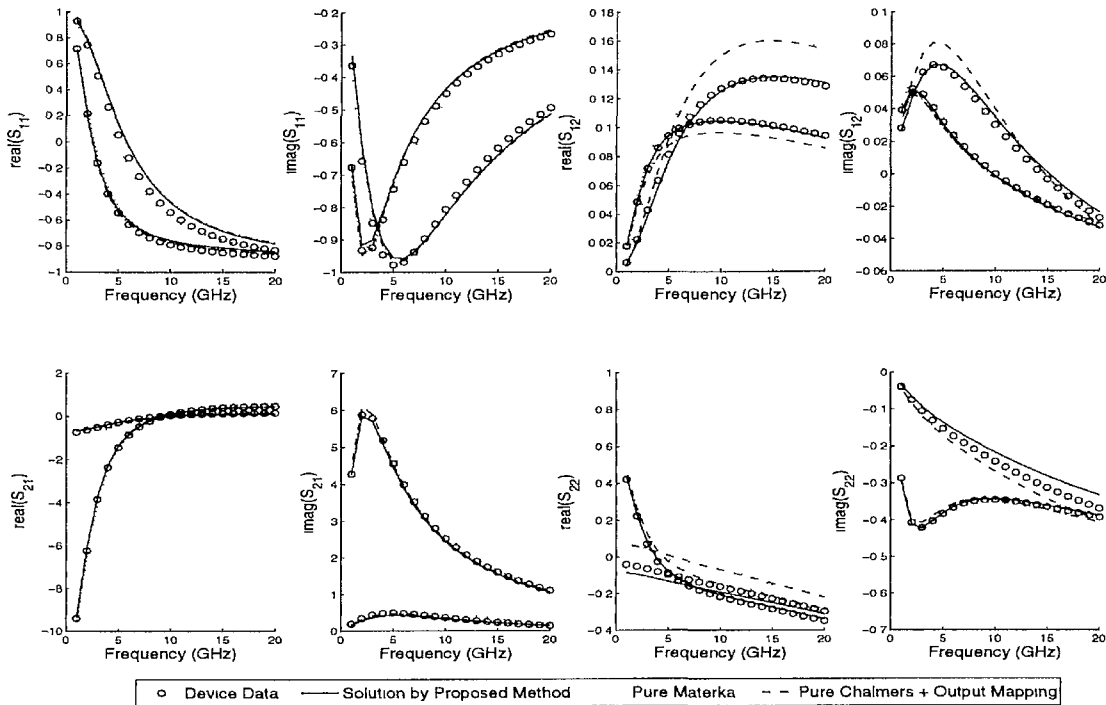 1
0 8
0.6
0.4
0.2
-0.0
-0.2
-0.4
-0.6
-0.8
-1
real(S11)
0 5 10 15 20
Frequency (GHz)
-0.2
-0.3
-0.4
-0.5
-0.6
-0.7
-0.8
-0.9
-1
imag(S11)
0 5 10 15 20
Frequency (GHz)
0.18
0.16
0.14
0.12
0.1
0.08
0.06
0.04
0.02
0
real(S12)
0 5 10 15 20
Frequency (GHz)
0.1
0.08
0.06
0.04
0.02
0
-0.02
-0.04
-0.06
imag(S12)
0 5 10 15 20
Frequency (GHz)
2
0
-2
-4
-6
-8
-10
real(S21)
0 5 10 15 20
Frequency (GHz)
7
6
5
4
3
2
1
0
imag(S21)
0 5 10 15 20
Frequency (GHz)
1
0.8
0.6
0.4
0.2
0
-0.2
-0.4
real(S22)
0 5 10 15 20
Frequency (GHz)
0
-0.1
-0.2
-0.3
-0.4
-0.5
-0.6
-0.7
imag(S22)
0 5 10 15 20
Frequency (GHz)
Device Data Solution by Proposed Method Pure Materka Pure Chalmers + Output Mapping